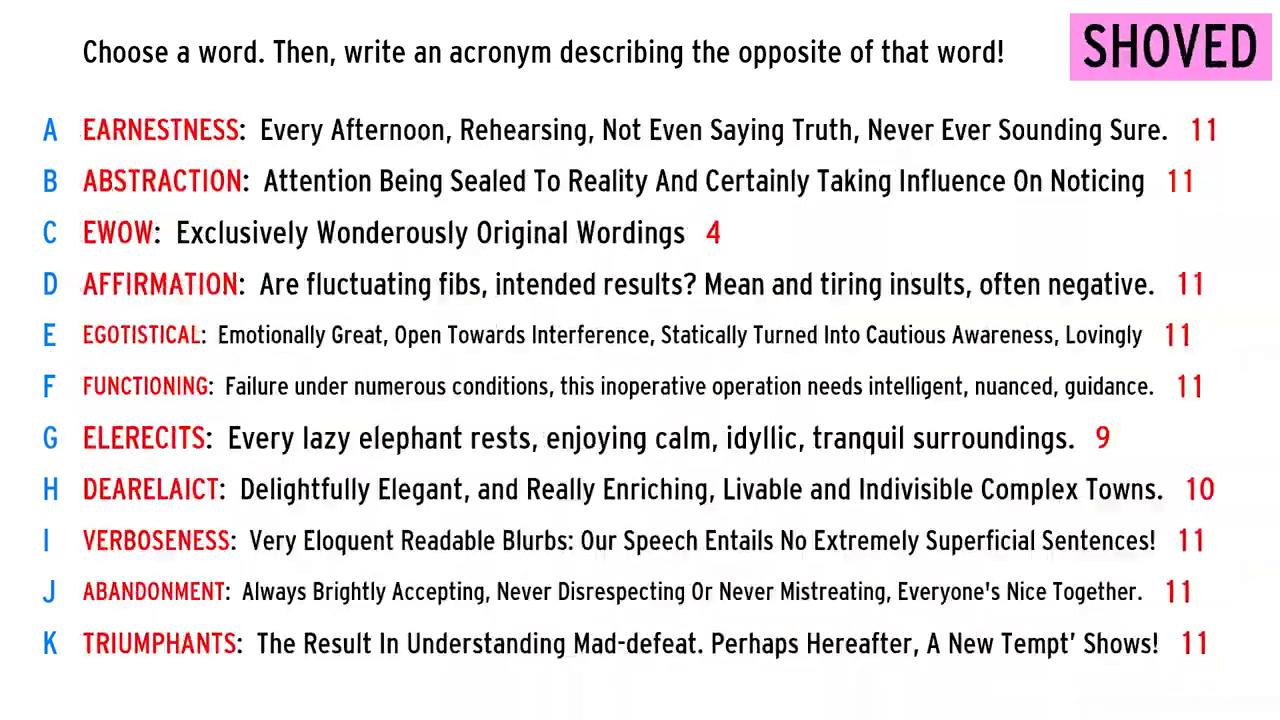 Choose a word. Then, write an acronym describing the opposite of that word!
SHOVED
A EARNESTNESS: Every Afternoon, Rehearsing, Not Even Saying Truth, Never Ever Sounding Sure. 11
B ABSTRACTION: Attention Being Sealed To Reality And Certainly Taking Influence On Noticing 11
C EWOW: Exclusively Wonderously Original Wordings 4
D AFFIRMATION: Are fluctuating fibs, intended results? Mean and tiring insults, often negative. 11
E EGOTISTICAL: Emotionally Great, Open Towards Interference, Statically Turned Into Cautious Awareness, Lovingly 11
F FUNCTIONING: Failure under numerous conditions, this inoperative operation needs intelligent, nuanced, guidance. 11
G ELERECITS: Every lazy elephant rests, enjoying calm, idyllic, tranquil surroundings. 9
H DEARELAICT: Delightfully Elegant, and Really Enriching, Livable and Indivisible Complex Towns. 10
I VERBOSENESS: Very Eloquent Readable Blurbs: Our Speech Entails No Extremely Superficial Sentences! 11
J ABANDONMENT: Always Brightly Accepting, Never Disrespecting Or Never Mistreating, Everyone's Nice Together. 11
K TRIUMPHANTS: The Result In Understanding Mad-defeat. Perhaps Hereafter, A New Tempt’ Shows! 11